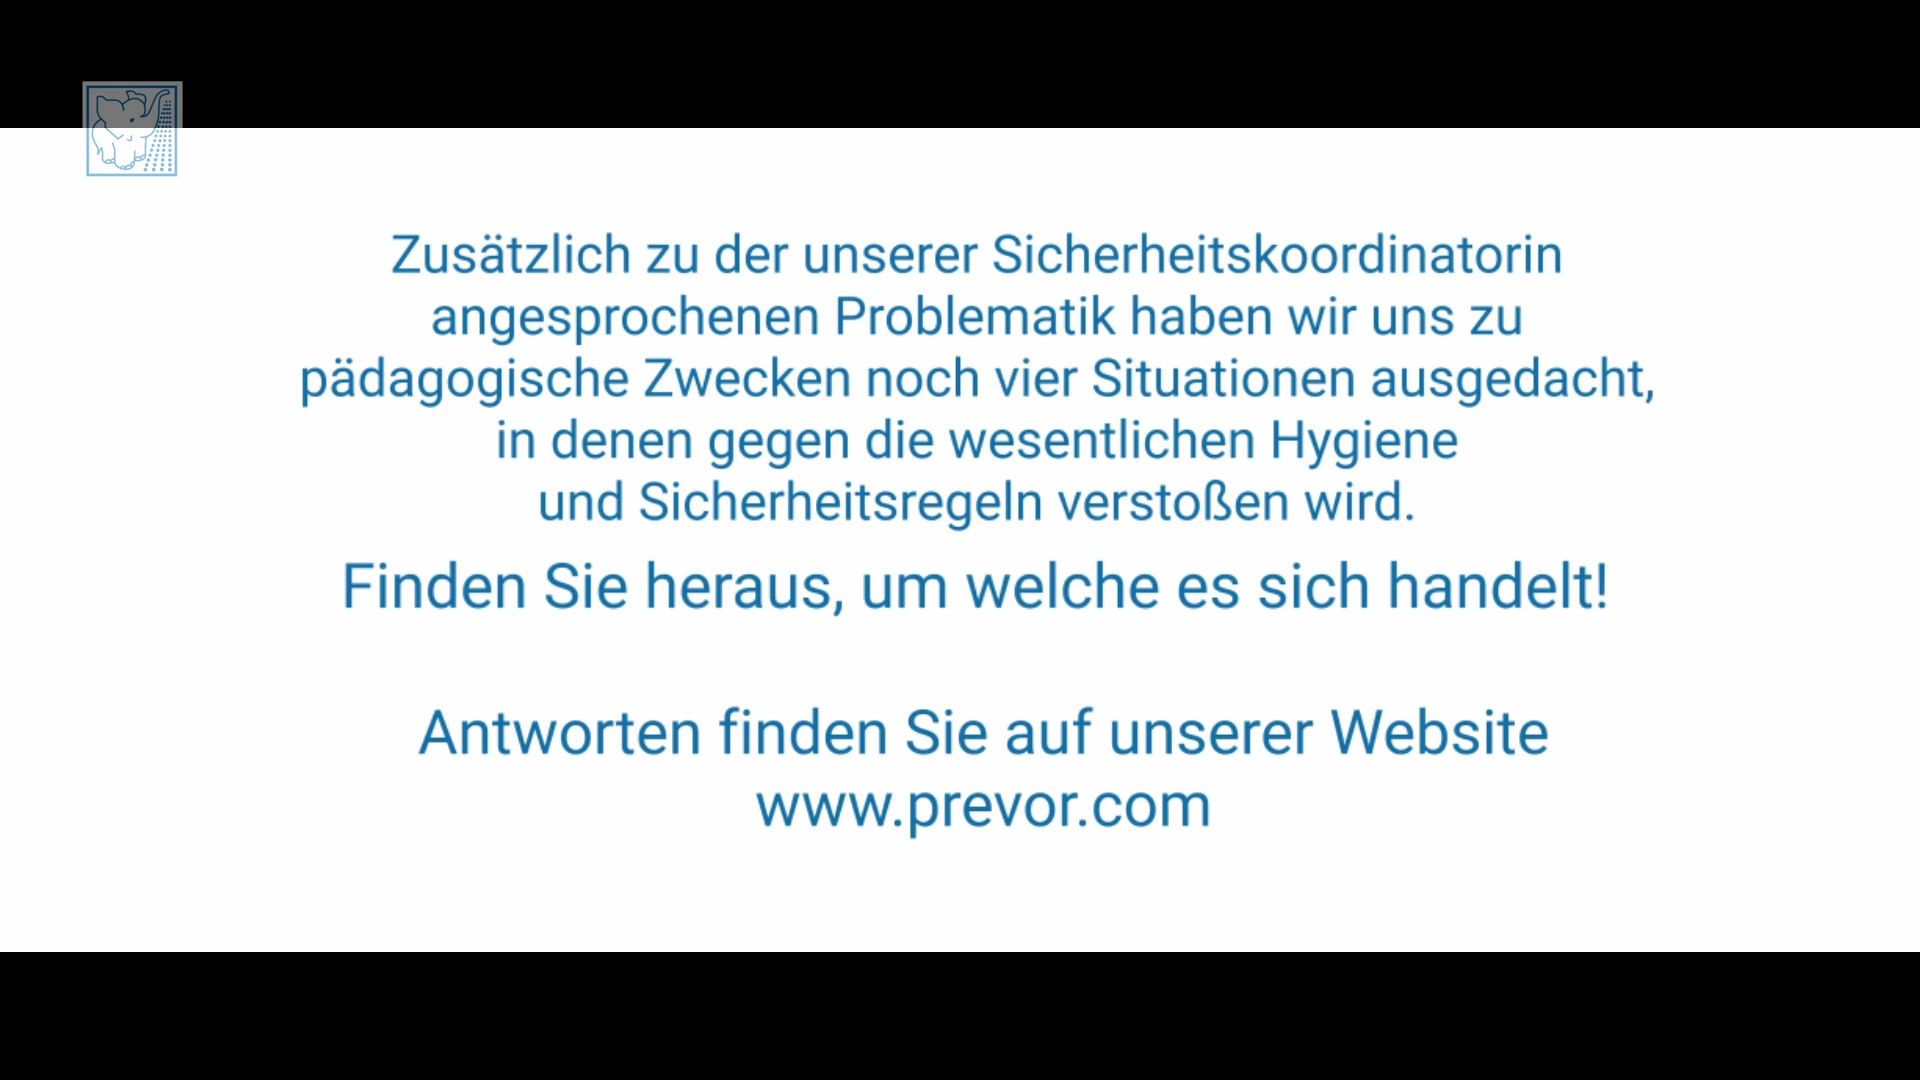 Zusätzlich zu der unserer Sicherheitskoordinatorin
angesprochenen Problematik haben wir uns zu
pädagogische Zwecken noch vier Situationen ausgedacht,
in denen gegen die wesentlichen Hygiene
und Sicherheitsregeln verstoßen wird.
Finden Sie heraus, um welche es sich handelt!
Antworten finden Sie auf unserer Website
www.prevor.com